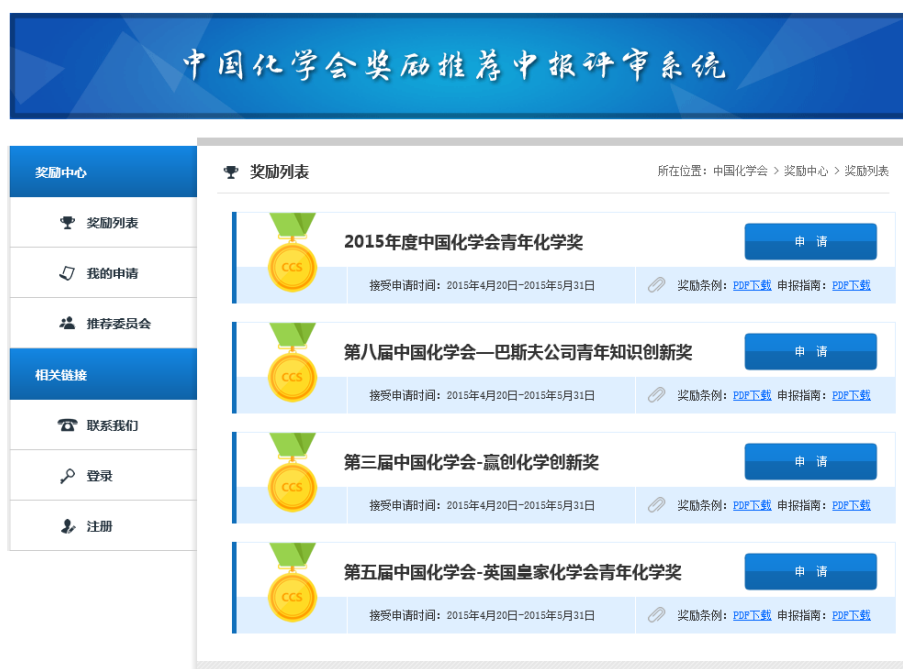 中国化学会奖励推荐申报评审系统
奖励中心
奖励列表
我的申请
推荐委员会
相关链接
联系我们
登录
注册
奖励列表
所在位置：中国化学会 > 奖励中心 > 奖励列表
CCS
2015年度中国化学会青年化学奖
申 请
接受申请时间：2015年4月20日-2015年5月31日
奖励条例：PDF下载 申报指南：PDF下载
CCS
第八届中国化学会—巴斯夫公司青年知识创新奖
申 请
接受申请时间：2015年4月20日-2015年5月31日
奖励条例：PDF下载 申报指南：PDF下载
CCS
第三届中国化学会-赢创化学创新奖
申 请
接受申请时间：2015年4月20日-2015年5月31日
奖励条例：PDF下载 申报指南：PDF下载
CCS
第五届中国化学会-英国皇家化学会青年化学奖
申 请
接受申请时间：2015年4月20日-2015年5月31日
奖励条例：PDF下载 申报指南：PDF下载